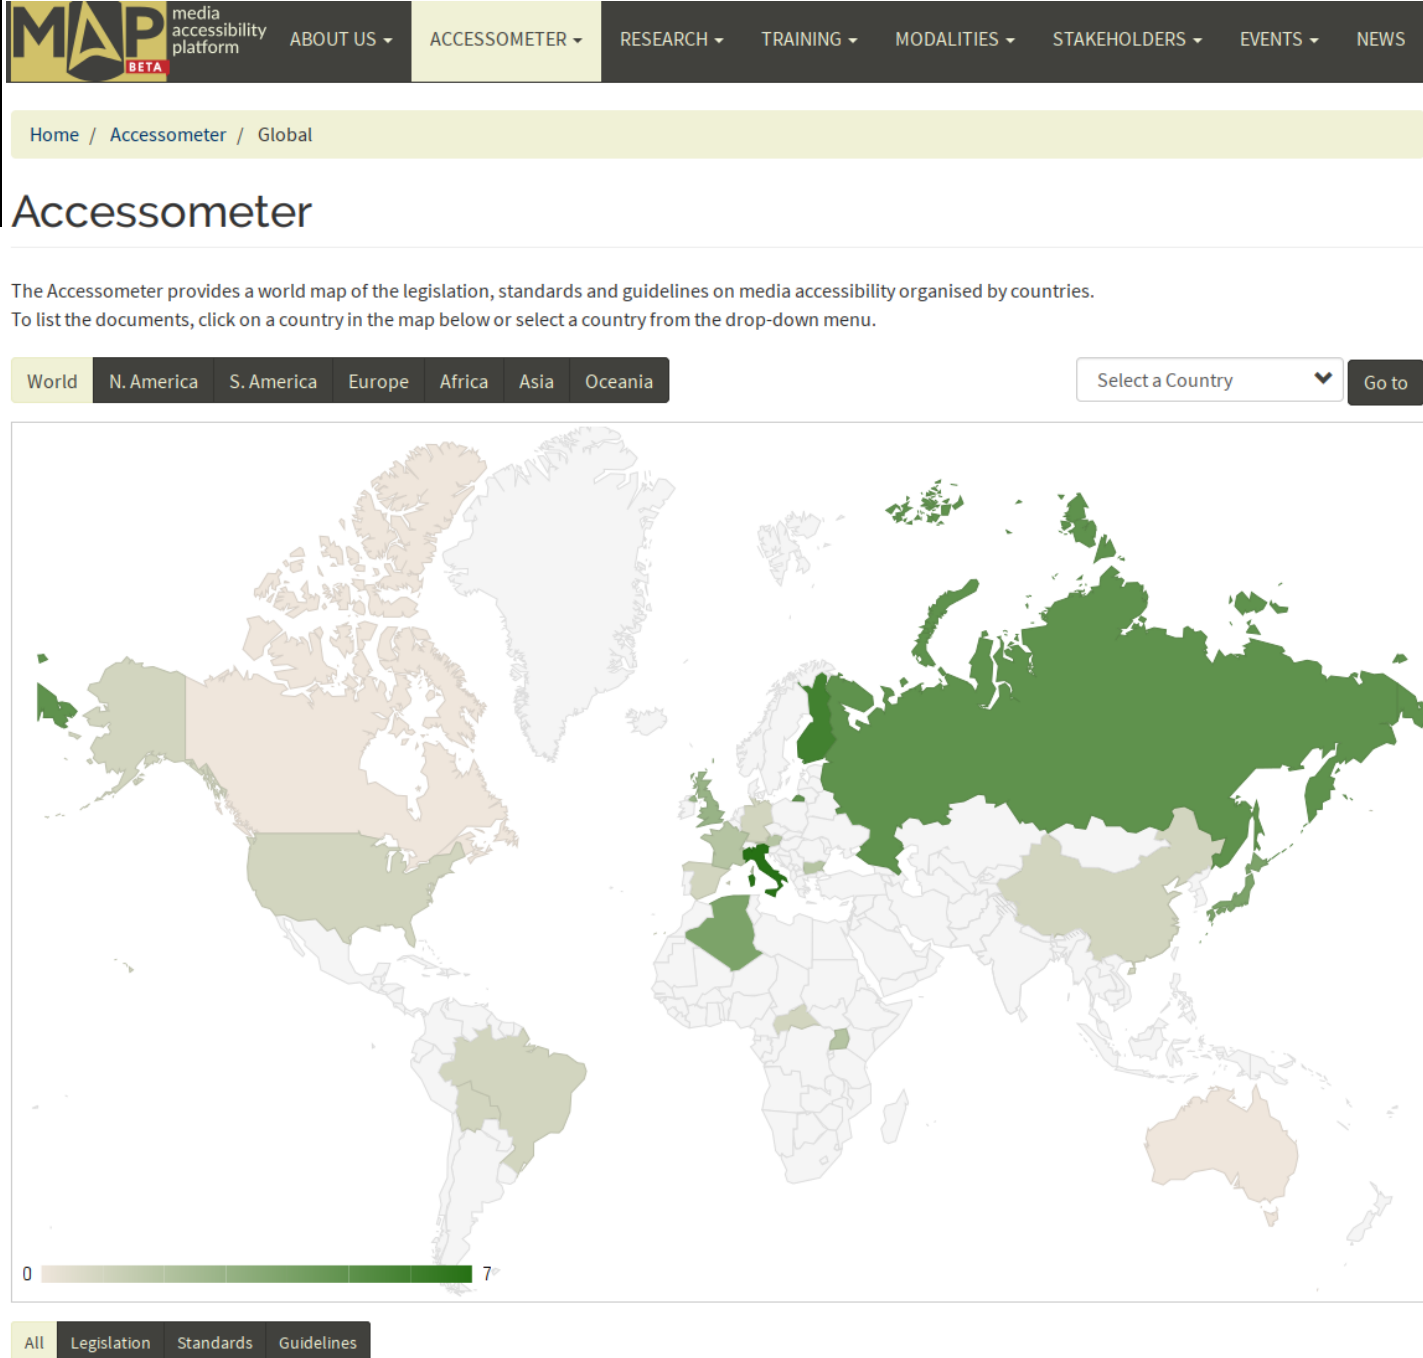 MAP
BETA
media
accessibility
platform
ABOUT US
ACCESSOMETER
RESEARCH
TRAINING
MODALITIES
STAKEHOLDERS
EVENTS
NEWS
Home / Accessometer / Global
Accessometer
The Accessometer provides a world map of the legislation, standards and guidelines on media accessibility organised by countries.
To list the documents, click on a country in the map below or select a country from the drop-down menu.
World N. America S. America Europe Africa Asia Oceania
Select a Country
Go to
0 7
All Legislation Standards Guidelines